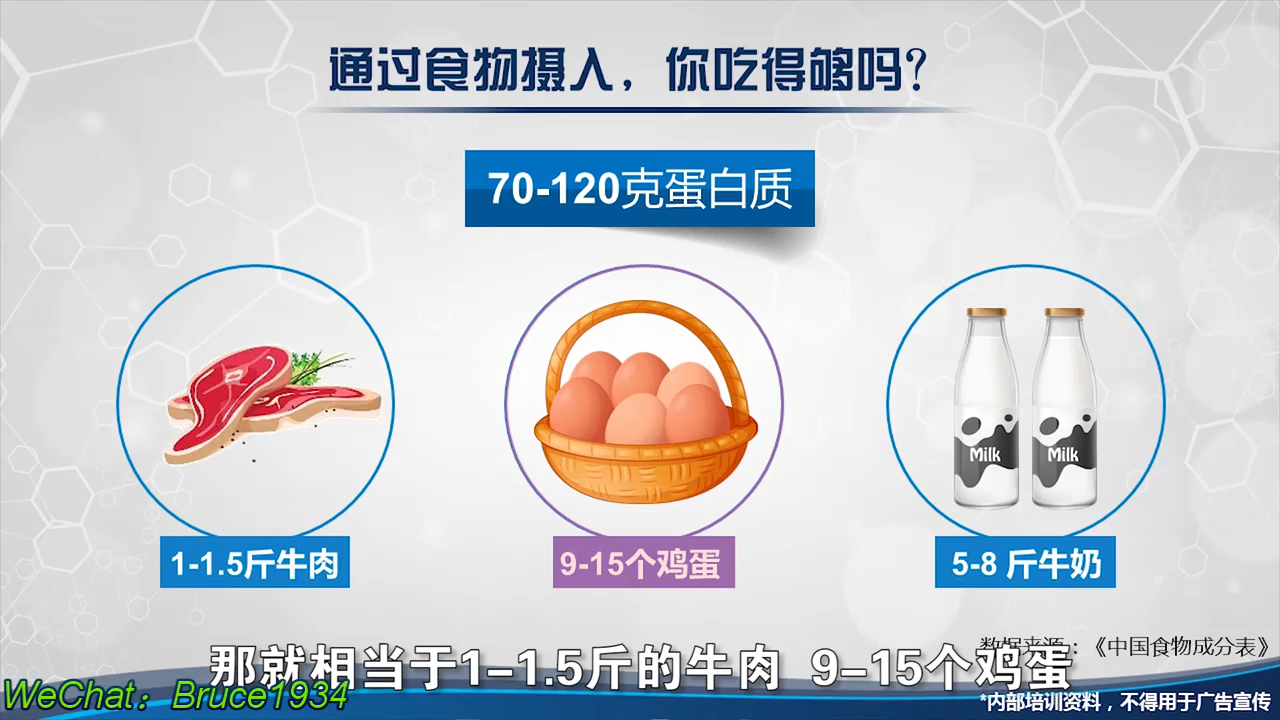 通过食物摄入，你吃得够吗?
70-120克蛋白质
Milk
Milk
1-1.5斤牛肉
9-15个鸡蛋
5-8 斤牛奶
数据来源：《中国食物成分表》
那就相当于1-1.5斤的牛肉 9-15个鸡蛋
WeChat：Bruce1934
*内部培训资料，不得用于广告宣传